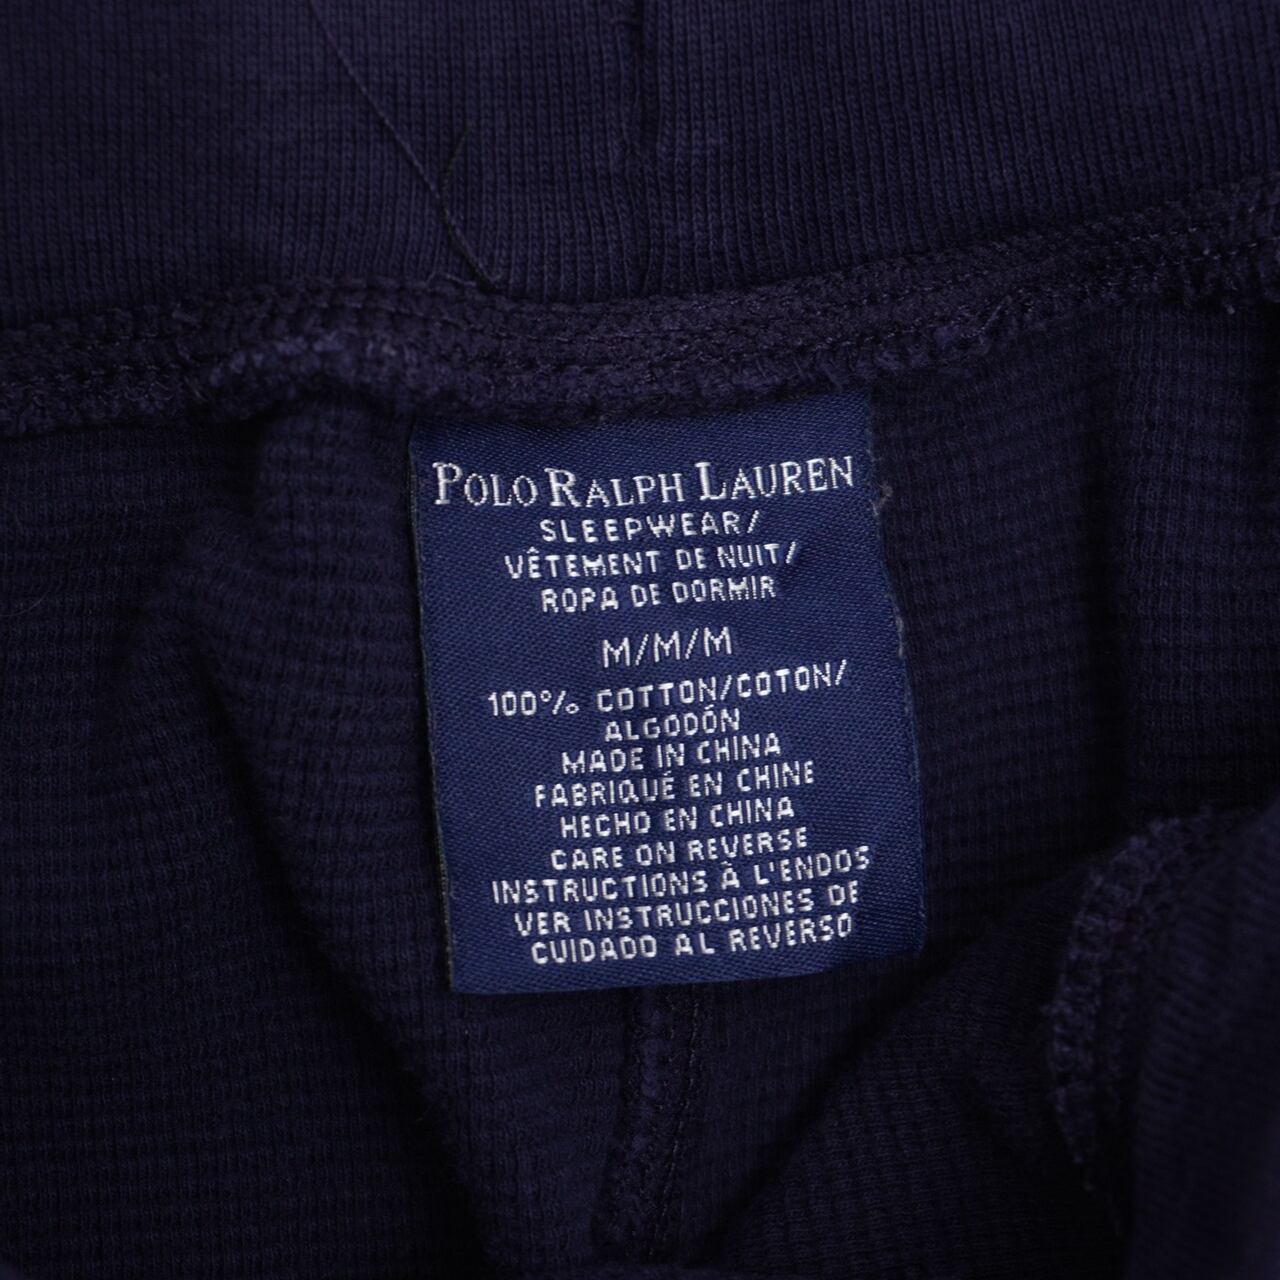 POLO RALPH LAUREN
SLEEPWEAR/
VÊTEMENT DE NUIT/
ROPA DE DORMIR
M/M/M
100% COTTON/COTON/
ALGODÓN
MADE IN CHINA
FABRIQUÉ EN CHINE
HECHO EN CHINA
CARE ON REVERSE
INSTRUCTIONS À L'ENDOS
VER INSTRUCCIONES DE
CUIDADO AL REVERSO